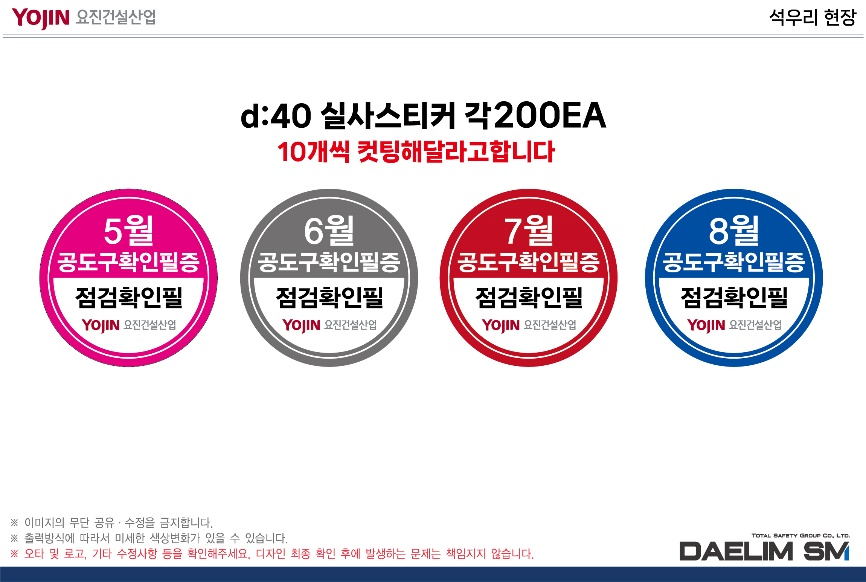 YOJIN 요진건설산업
석우리 현장
d:40 실사스티커 각200EA
10개씩 컷팅해달라고합니다
5월
공도구확인필증
점검확인필
YOJIN 요진건설산업
6월
공도구확인필증
점검확인필
YOJIN 요진건설산업
7월
공도구확인필증
점검확인필
YOJIN 요진건설산업
8월
공도구확인필증
점검확인필
YOJIN 요진건설산업
※ 이미지의 무단 공유 · 수정을 금지합니다.
※ 출력방식에 따라서 미세한 색상변화가 있을 수 있습니다.
※ 오타 및 로고, 기타 수정사항 등을 확인해주세요. 디자인 최종 확인 후에 발생하는 문제는 책임지지 않습니다.
TOTAL SAFETY GROUP CO., LTD.
DAELIM SM